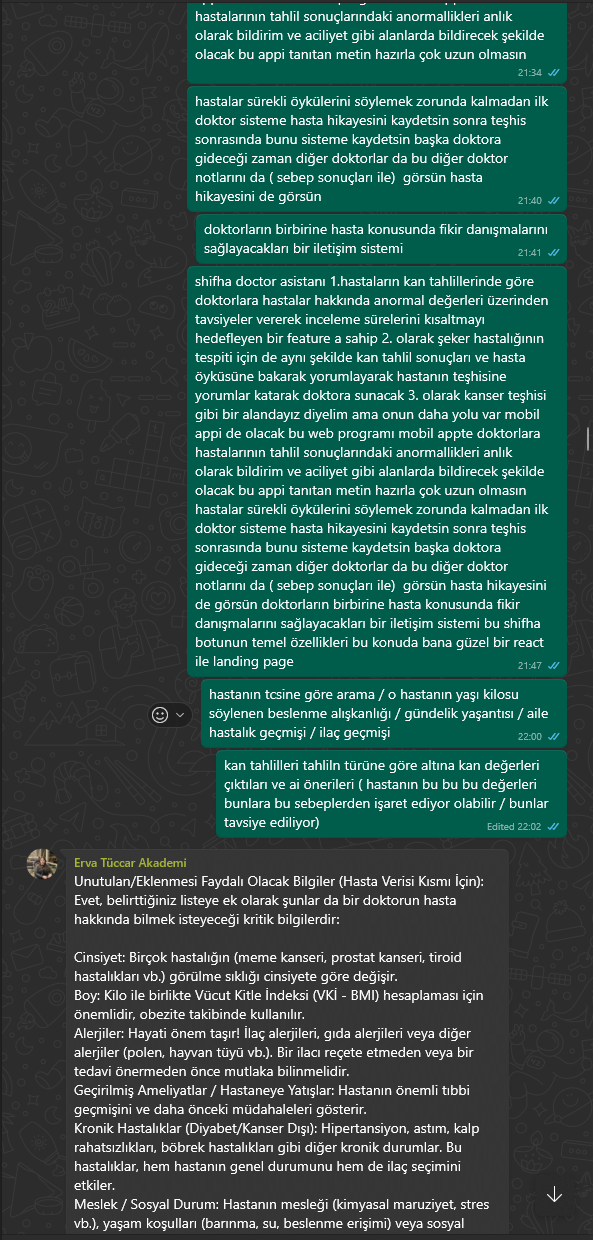 hastalarının tahlil sonuçlarındaki anormallikleri anlık
olarak bildirim ve aciliyet gibi alanlarda bildirecek şekilde
olacak bu appi tanıtan metin hazırla çok uzun olmasın
21:34
hastalar sürekli öykülerini söylemek zorunda kalmadan ilk
doktor sisteme hasta hikayesini kaydetsin sonra teşhis
sonrasında bunu sisteme kaydetsin başka doktora
gideceği zaman diğer doktorlar da bu diğer doktor
notlarını da ( sebep sonuçları ile)  görsün hasta
hikayesini de görsün
21:40
doktorların birbirine hasta konusunda fikir danışmalarını
sağlayacakları bir iletişim sistemi
21:41
shifha doctor asistanı 1.hastaların kan tahlillerinde göre
doktorlara hastalar hakkında anormal değerleri üzerinden
tavsiyeler vererek inceleme sürelerini kısaltmayı
hedefleyen bir feature a sahip 2. olarak şeker hastalığının
tespiti için de aynı şekilde kan tahlil sonuçları ve hasta
öyküsüne bakarak yorumlayarak hastanın teşhisine
yorumlar katarak doktora sunacak 3. olarak kanser teşhisi
gibi bir alandayız diyelim ama onun daha yolu var mobil
appi de olacak bu web programı mobil appte doktorlara
hastalarının tahlil sonuçlarındaki anormallikleri anlık
olarak bildirim ve aciliyet gibi alanlarda bildirecek şekilde
olacak bu appi tanıtan metin hazırla çok uzun olmasın
hastalar sürekli öykülerini söylemek zorunda kalmadan ilk
doktor sisteme hasta hikayesini kaydetsin sonra teşhis
sonrasında bunu sisteme kaydetsin başka doktora
gideceği zaman diğer doktorlar da bu diğer doktor
notlarını da ( sebep sonuçları ile)  görsün hasta hikayesini
de görsün doktorların birbirine hasta konusunda fikir
danışmalarını sağlayacakları bir iletişim sistemi bu shifha
botunun temel özellikleri bu konuda bana güzel bir react
ile landing page
21:47
hastanın tcsine göre arama / o hastanın yaşı kilosu
söylenen beslenme alışkanlığı / gündelik yaşantısı / aile
hastalık geçmişi / ilaç geçmişi
22:00
kan tahlilleri tahliln türüne göre altına kan değerleri
çıktıları ve ai önerileri ( hastanın bu bu bu değerleri
bunlara bu sebeplerden işaret ediyor olabilir / bunlar
tavsiye ediliyor)
Edited 22:02
Erva Tüccar Akademi
Unutulan/Eklenmesi Faydalı Olacak Bilgiler (Hasta Verisi Kısmı İçin):
Evet, belirttiğiniz listeye ek olarak şunlar da bir doktorun hasta
hakkında bilmek isteyeceği kritik bilgilerdir:
Cinsiyet: Birçok hastalığın (meme kanseri, prostat kanseri, tiroid
hastalıkları vb.) görülme sıklığı cinsiyete göre değişir.
Boy: Kilo ile birlikte Vücut Kitle İndeksi (VKİ - BMI) hesaplaması için
önemlidir, obezite takibinde kullanılır.
Alerjiler: Hayati önem taşır! İlaç alerjileri, gıda alerjileri veya diğer
alerjiler (polen, hayvan tüyü vb.). Bir ilacı reçete etmeden veya bir
tedavi önermeden önce mutlaka bilinmelidir.
Geçirilmiş Ameliyatlar / Hastaneye Yatışlar: Hastanın önemli tıbbi
geçmişini ve daha önceki müdahaleleri gösterir.
Kronik Hastalıklar (Diyabet/Kanser Dışı): Hipertansiyon, astım, kalp
rahatsızlıkları, böbrek hastalıkları gibi diğer kronik durumlar. Bu
hastalıklar, hem hastanın genel durumunu hem de ilaç seçimini
etkiler.
Meslek / Sosyal Durum: Hastanın mesleği (kimyasal maruziyet, stres
vb.), yaşam koşulları (barınma, su, beslenme erişimi) veya sosyal